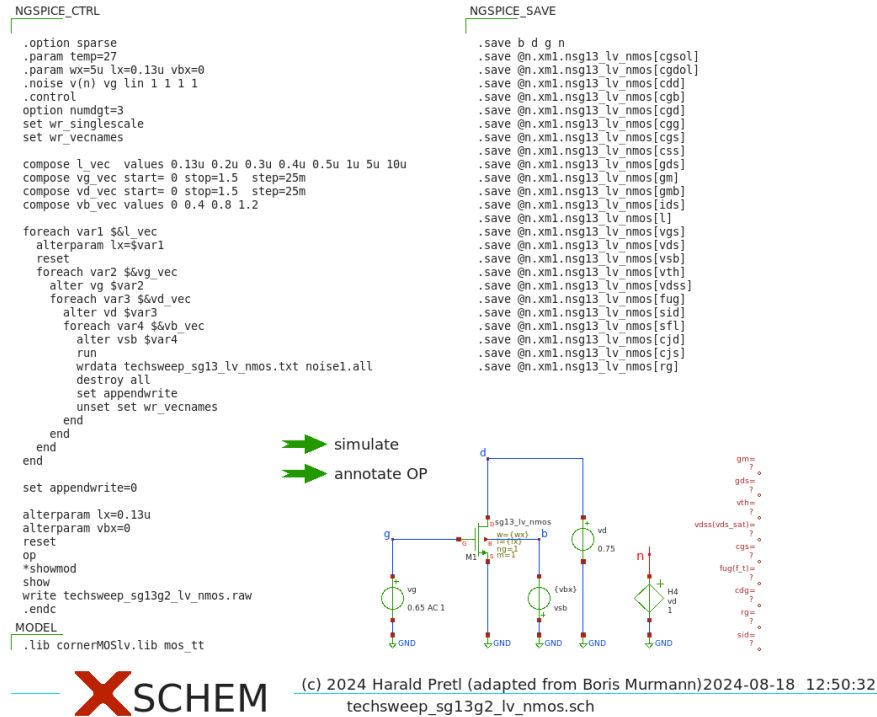 NGSPICE_CTRL
.option sparse
.param temp=27
.param wx=5u lx=0.13u vbx=0
.noise v(n) vg lin 1 1 1 1
.control
option numdgt=3
set wr_singlescale
set wr_vecnames
compose l_vec  values 0.13u 0.2u 0.3u 0.4u 0.5u 1u 5u 10u
compose vg_vec start= 0 stop=1.5  step=25m
compose vd_vec start= 0 stop=1.5  step=25m
compose vb_vec values 0 0.4 0.8 1.2
foreach var1 $&l_vec
alterparam lx=$var1
reset
foreach var2 $&vg_vec
alter vg $var2
foreach var3 $&vd_vec
alter vd $var3
foreach var4 $&vb_vec
alter vsb $var4
run
wrdata techsweep_sg13_lv_nmos.txt noise1.all
destroy all
set appendwrite
unset set wr_vecnames
end
end
end
end
set appendwrite=0
alterparam lx=0.13u
alterparam vbx=0
reset
op
*showmod
show
write techsweep_sg13g2_lv_nmos.raw
.endc
MODEL
.lib cornerMOSlv.lib mos_tt
NGSPICE_SAVE
.save b d g n
.save @n.xm1.nsg13_lv_nmos[cgsol]
.save @n.xm1.nsg13_lv_nmos[cgdol]
.save @n.xm1.nsg13_lv_nmos[cdd]
.save @n.xm1.nsg13_lv_nmos[cgb]
.save @n.xm1.nsg13_lv_nmos[cgd]
.save @n.xm1.nsg13_lv_nmos[cgg]
.save @n.xm1.nsg13_lv_nmos[cgs]
.save @n.xm1.nsg13_lv_nmos[css]
.save @n.xm1.nsg13_lv_nmos[gds]
.save @n.xm1.nsg13_lv_nmos[gm]
.save @n.xm1.nsg13_lv_nmos[gmb]
.save @n.xm1.nsg13_lv_nmos[ids]
.save @n.xm1.nsg13_lv_nmos[l]
.save @n.xm1.nsg13_lv_nmos[vgs]
.save @n.xm1.nsg13_lv_nmos[vds]
.save @n.xm1.nsg13_lv_nmos[vsb]
.save @n.xm1.nsg13_lv_nmos[vth]
.save @n.xm1.nsg13_lv_nmos[vdss]
.save @n.xm1.nsg13_lv_nmos[fug]
.save @n.xm1.nsg13_lv_nmos[sid]
.save @n.xm1.nsg13_lv_nmos[sfl]
.save @n.xm1.nsg13_lv_nmos[cjd]
.save @n.xm1.nsg13_lv_nmos[cjs]
.save @n.xm1.nsg13_lv_nmos[rg]
simulate
annotate OP
d
sg13_lv_nmos
w={wx}
l={lx}
ng=1
m=1
D
G
B
S
M1
g
b
vg
0.65 AC 1
{vbx}
vsb
vd
0.75
n
H4
vd
1
GND
GND
GND
GND
GND
gm=
?
gds=
?
vth=
?
vdss(vds_sat)=
?
cgs=
?
fug(f_t)=
?
cdg=
?
rg=
?
sid=
?
XSCHEM
(c) 2024 Harald Pretl (adapted from Boris Murmann)2024-08-18  12:50:32
techsweep_sg13g2_lv_nmos.sch